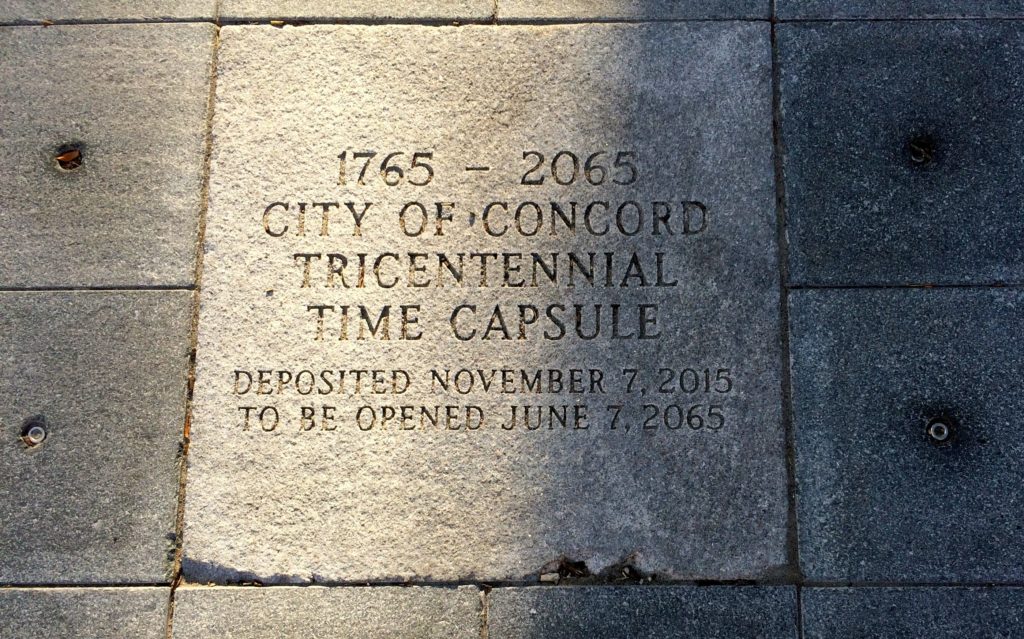 1765 – 2065
CITY OF CONCORD
TRICENTENNIAL
TIME CAPSULE
DEPOSITED NOVEMBER 7, 2015
TO BE OPENED JUNE 7, 2065